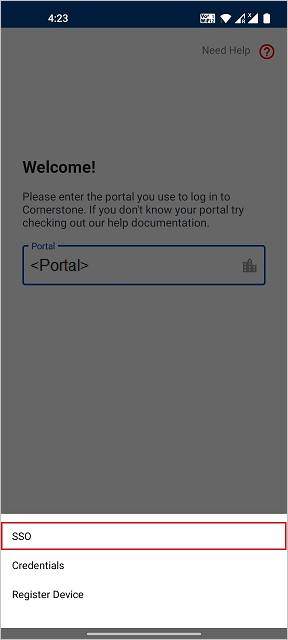 4:23
Need Help
Welcome!
Please enter the portal you use to log in to
Cornerstone. If you don't know your portal try
checking out our help documentation.
Portal
<Portal>
SSO
Credentials
Register Device